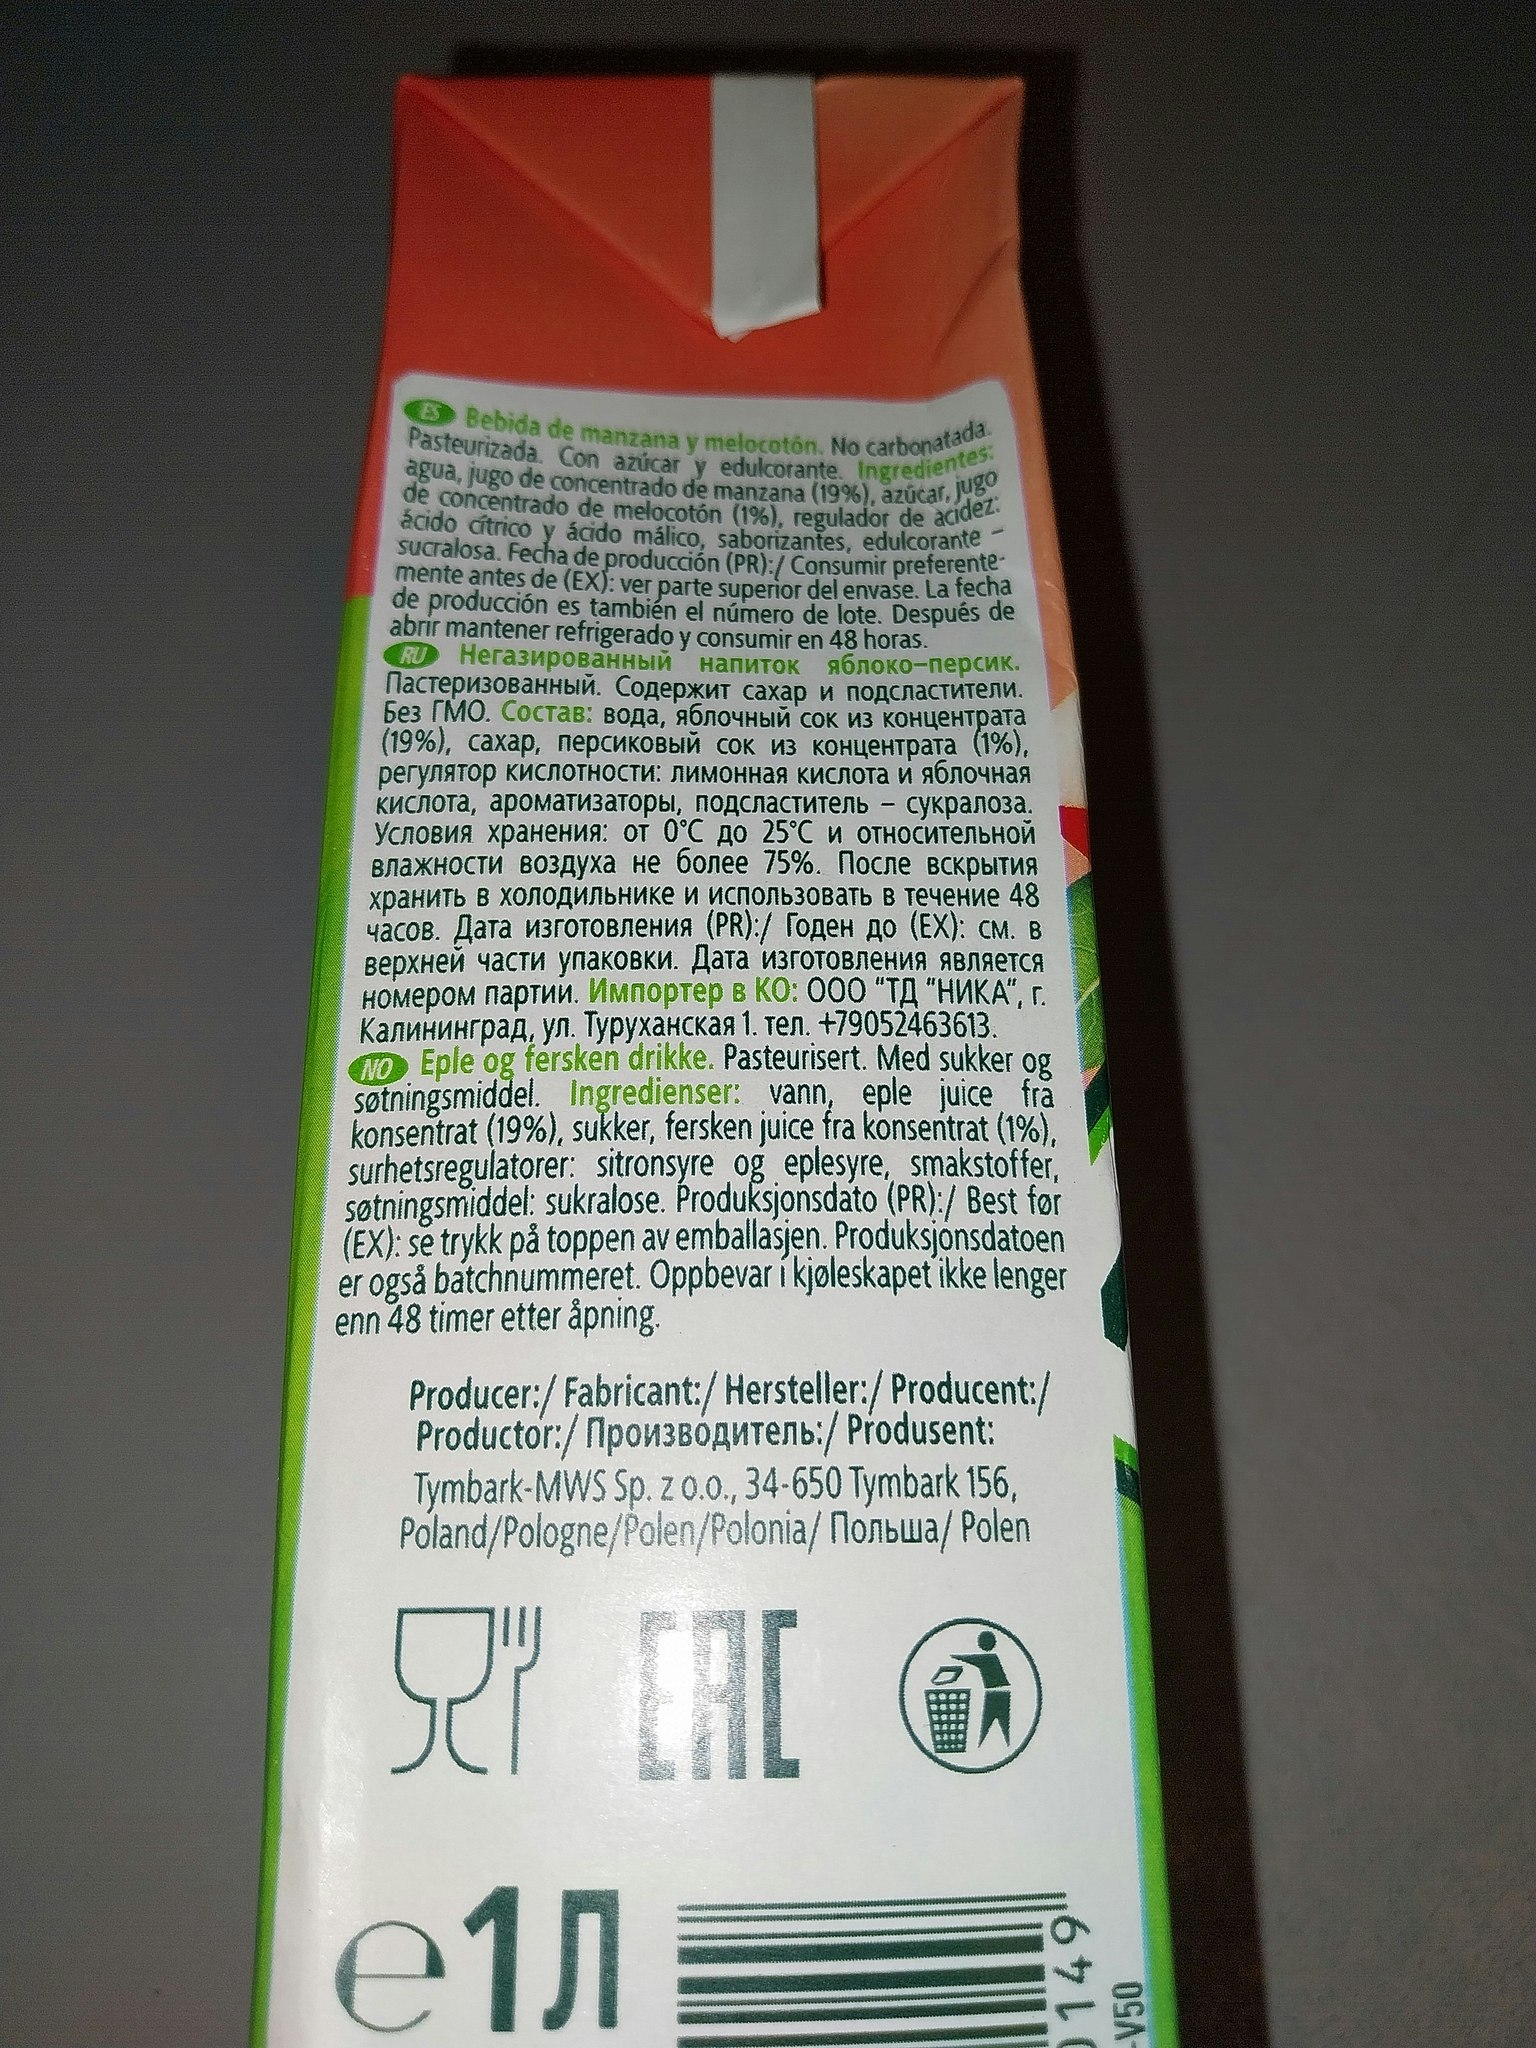 ES Bebida de manzana y melocotón. No carbonatada.
Pasteurizada. Con azúcar y edulcorante. Ingredientes:
agua, jugo de concentrado de manzana (19%), azúcar, jugo
de concentrado de melocotón (1%), regulador de acidez:
ácido cítrico y ácido málico, saborizantes, edulcorante –
sucralosa. Fecha de producción (PR):/ Consumir preferente-
mente antes de (EX): ver parte superior del envase. La fecha
de producción es también el número de lote. Después de
abrir mantener refrigerado y consumir en 48 horas.
RU Негазированный напиток яблоко–персик.
Пастеризованный. Содержит сахар и подсластители.
Без ГМО. Состав: вода, яблочный сок из концентрата
(19%), сахар, персиковый сок из концентрата (1%),
регулятор кислотности: лимонная кислота и яблочная
кислота, ароматизаторы, подсластитель – сукралоза.
Условия хранения: от 0°C до 25°C и относительной
влажности воздуха не более 75%. После вскрытия
хранить в холодильнике и использовать в течение 48
часов. Дата изготовления (PR):/ Годен до (EX): см. в
верхней части упаковки. Дата изготовления является
номером партии. Импортер в КО: ООО "ТД "НИКА", г.
Калининград, ул. Туруханская 1. тел. +79052463613.
NO Eple og fersken drikke. Pasteurisert. Med sukker og
søtningsmiddel. Ingredienser: vann, eple juice fra
konsentrat (19%), sukker, fersken juice fra konsentrat (1%),
surhetsregulatorer: sitronsyre og eplesyre, smakstoffer,
søtningsmiddel: sukralose. Produksjonsdato (PR):/ Best før
(EX): se trykk på toppen av emballasjen. Produksjonsdatoen
er også batchnummeret. Oppbevar i kjøleskapet ikke lenger
enn 48 timer etter åpning.
Producer:/ Fabricant:/ Hersteller:/ Producent:/
Productor:/ Производитель:/ Produsent:
Tymbark-MWS Sp. z o.o., 34-650 Tymbark 156,
Poland/Pologne/Polen/Polonia/ Польша/ Polen
EAC
e 1 Л
0149
-V50